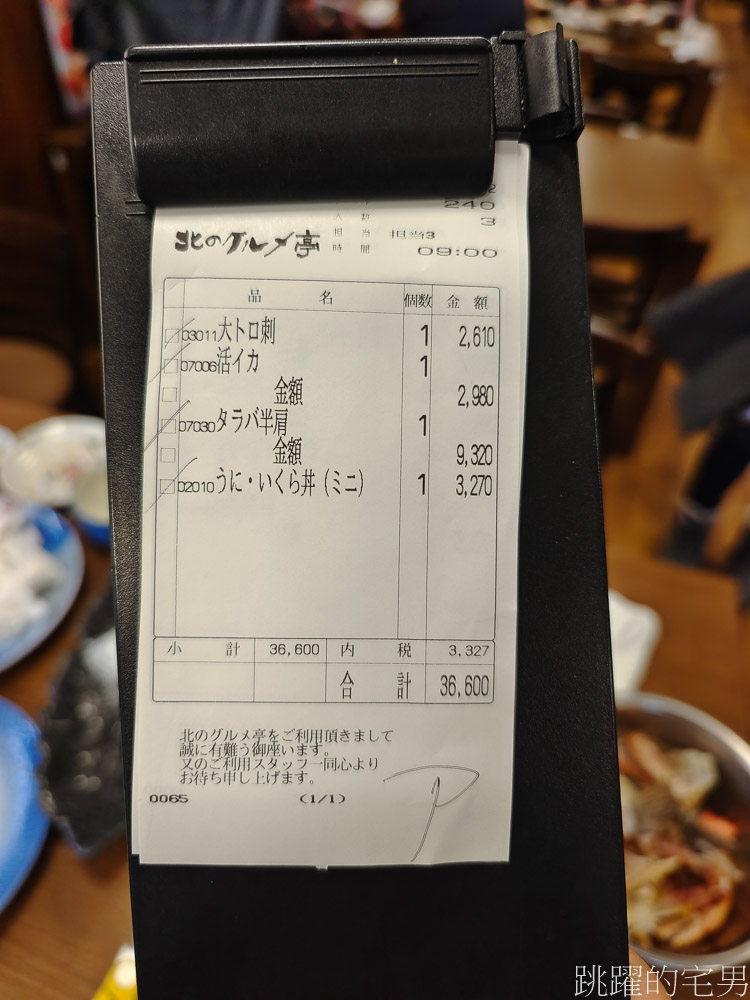 240
人 数 3
北のグルメ亭 担 当 担当3
時 間 09:00
品 名 個数 金 額
03011大トロ刺 1 2,610
07006活イカ 1
金額 2,980
07030タラバ半肩 1
金額 9,320
02010うに・いくら丼（ミニ） 1 3,270
小 計 36,600 内 税 3,327
合 計 36,600
北のグルメ亭をご利用頂きまして
誠に有難う御座います。
又のご利用スタッフ一同心より
お待ち申し上げます。
0065 (1/1)
跳躍的宅男